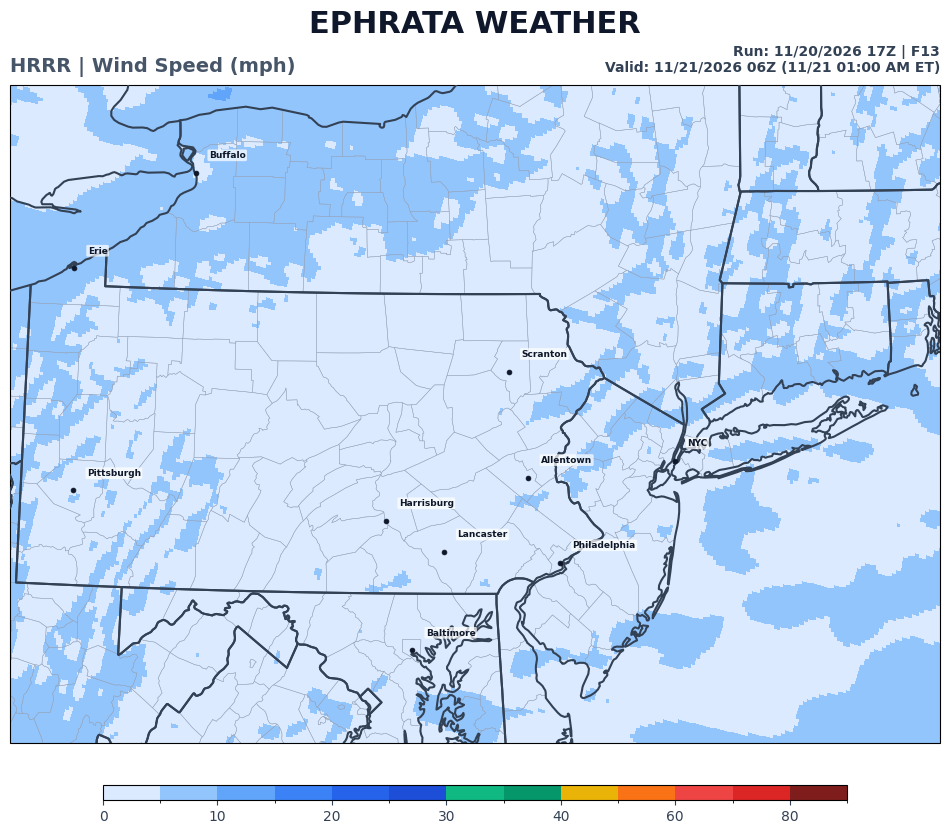 EPHRATA WEATHER
Run: 11/20/2026 17Z | F13
HRRR | Wind Speed (mph)
Valid: 11/21/2026 06Z (11/21 01:00 AM ET)
Buffalo
Erie
Scranton
NYC
Allentown
Pittsburgh
Harrisburg
Lancaster
Philadelphia
Baltimore
0 10 20 30 40 60 80